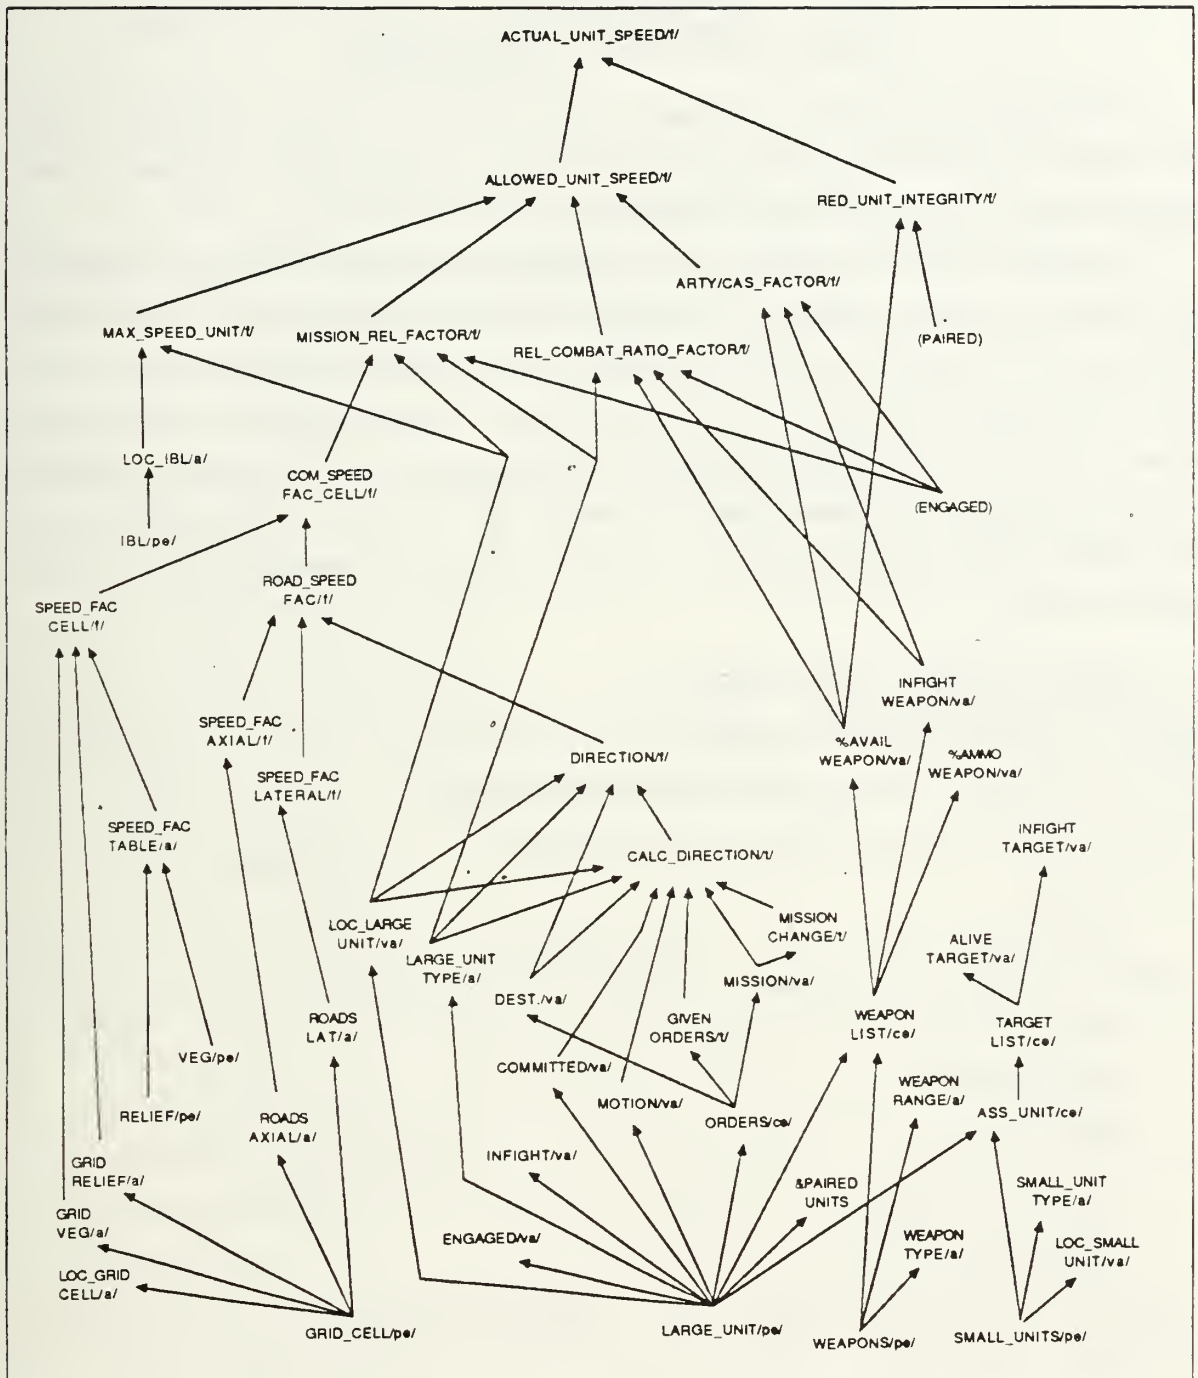 ACTUAL_UNIT_SPEED/f/
ALLOWED_UNIT_SPEED/f/
RED_UNIT_INTEGRITY/f/
ARTY/CAS_FACTOR/f/
MAX_SPEED_UNIT/f/
MISSION_REL_FACTOR/f/
REL_COMBAT_RATIO_FACTOR/f/
(PAIRED)
LOC_IBL/a/
COM_SPEED
FAC_CELL/f/
(ENGAGED)
IBL/pe/
ROAD_SPEED
FAC/f/
SPEED_FAC
CELL/f/
INFIGHT
WEAPON/va/
SPEED_FAC
AXIAL/f/
DIRECTION/f/
%AVAIL
WEAPON/va/
%AMMO
WEAPON/va/
SPEED_FAC
LATERAL/f/
SPEED_FAC
TABLE/a/
INFIGHT
TARGET/va/
CALC_DIRECTION/t/
LOC_LARGE
UNIT/va/
MISSION
CHANGE/t/
LARGE_UNIT
TYPE/a/
ALIVE
TARGET/va/
MISSION/va/
DEST./va/
ROADS
LAT/a/
GIVEN
ORDERS/t/
WEAPON
LIST/ce/
TARGET
LIST/ce/
VEG/pe/
COMMITTED/va/
WEAPON
RANGE/a/
MOTION/va/
RELIEF/pe/
ROADS
AXIAL/a/
ORDERS/ce/
ASS_UNIT/ce/
INFIGHT/va/
GRID
RELIEF/a/
&PAIRED
UNITS
SMALL_UNIT
TYPE/a/
GRID
VEG/a/
ENGAGED/va/
WEAPON
TYPE/a/
LOC_SMALL
UNIT/va/
LOC_GRID
CELL/a/
GRID_CELL/pe/
LARGE_UNIT/pe/
WEAPONS/pe/
SMALL_UNITS/pe/